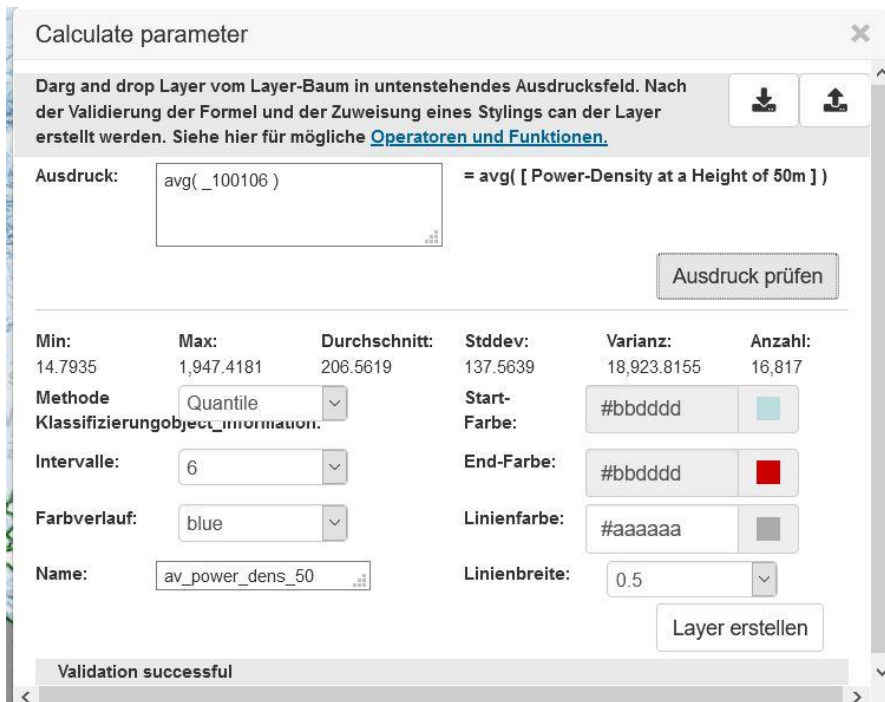 Calculate parameter
Darg and drop Layer vom Layer-Baum in untenstehendes Ausdrucksfeld. Nach
der Validierung der Formel und der Zuweisung eines Stylings can der Layer
erstellt werden. Siehe hier für mögliche Operatoren und Funktionen.
Ausdruck:
avg( _100106 )
= avg( [ Power-Density at a Height of 50m ] )
Ausdruck prüfen
Min: Max: Durchschnitt: Stddev: Varianz: Anzahl:
14.7935 1,947.4181 206.5619 137.5639 18,923.8155 16,817
Methode
Klassifizierungobject_information:
Quantile
Start-
Farbe:
#bbdddd
Intervalle: 6
End-Farbe: #bbdddd
Farbverlauf: blue
Linienfarbe: #aaaaaa
Name: av_power_dens_50
Linienbreite: 0.5
Layer erstellen
Validation successful